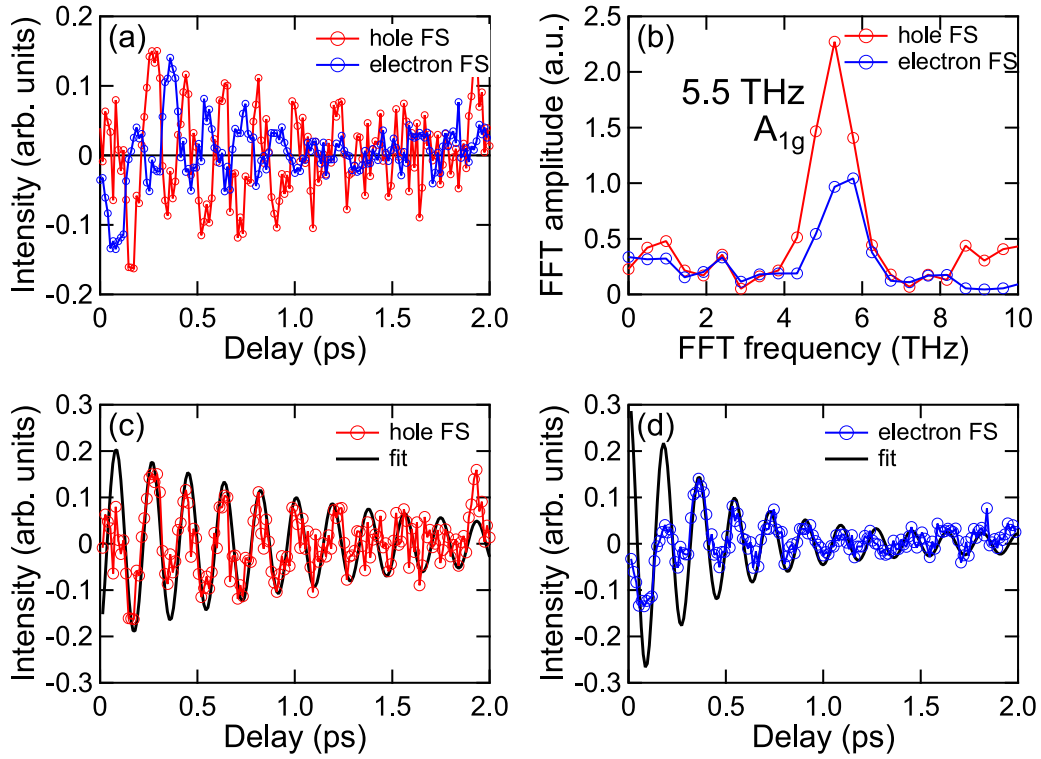 (a)
hole FS
electron FS
Intensity (arb. units)
0.2
0.1
0
-0.1
-0.2
0
0.5
1.0
1.5
2.0
Delay (ps)
(b)
hole FS
electron FS
5.5 THz
A1g
FFT amplitude (a.u.)
2.5
2.0
1.5
1.0
0.5
0
0
2
4
6
8
10
FFT frequency (THz)
(c)
hole FS
fit
Intensity (arb. units)
0.3
0.2
0.1
0
-0.1
-0.2
-0.3
0
0.5
1.0
1.5
2.0
Delay (ps)
(d)
electron FS
fit
Intensity (arb. units)
0.3
0.2
0.1
0
-0.1
-0.2
-0.3
0
0.5
1.0
1.5
2.0
Delay (ps)